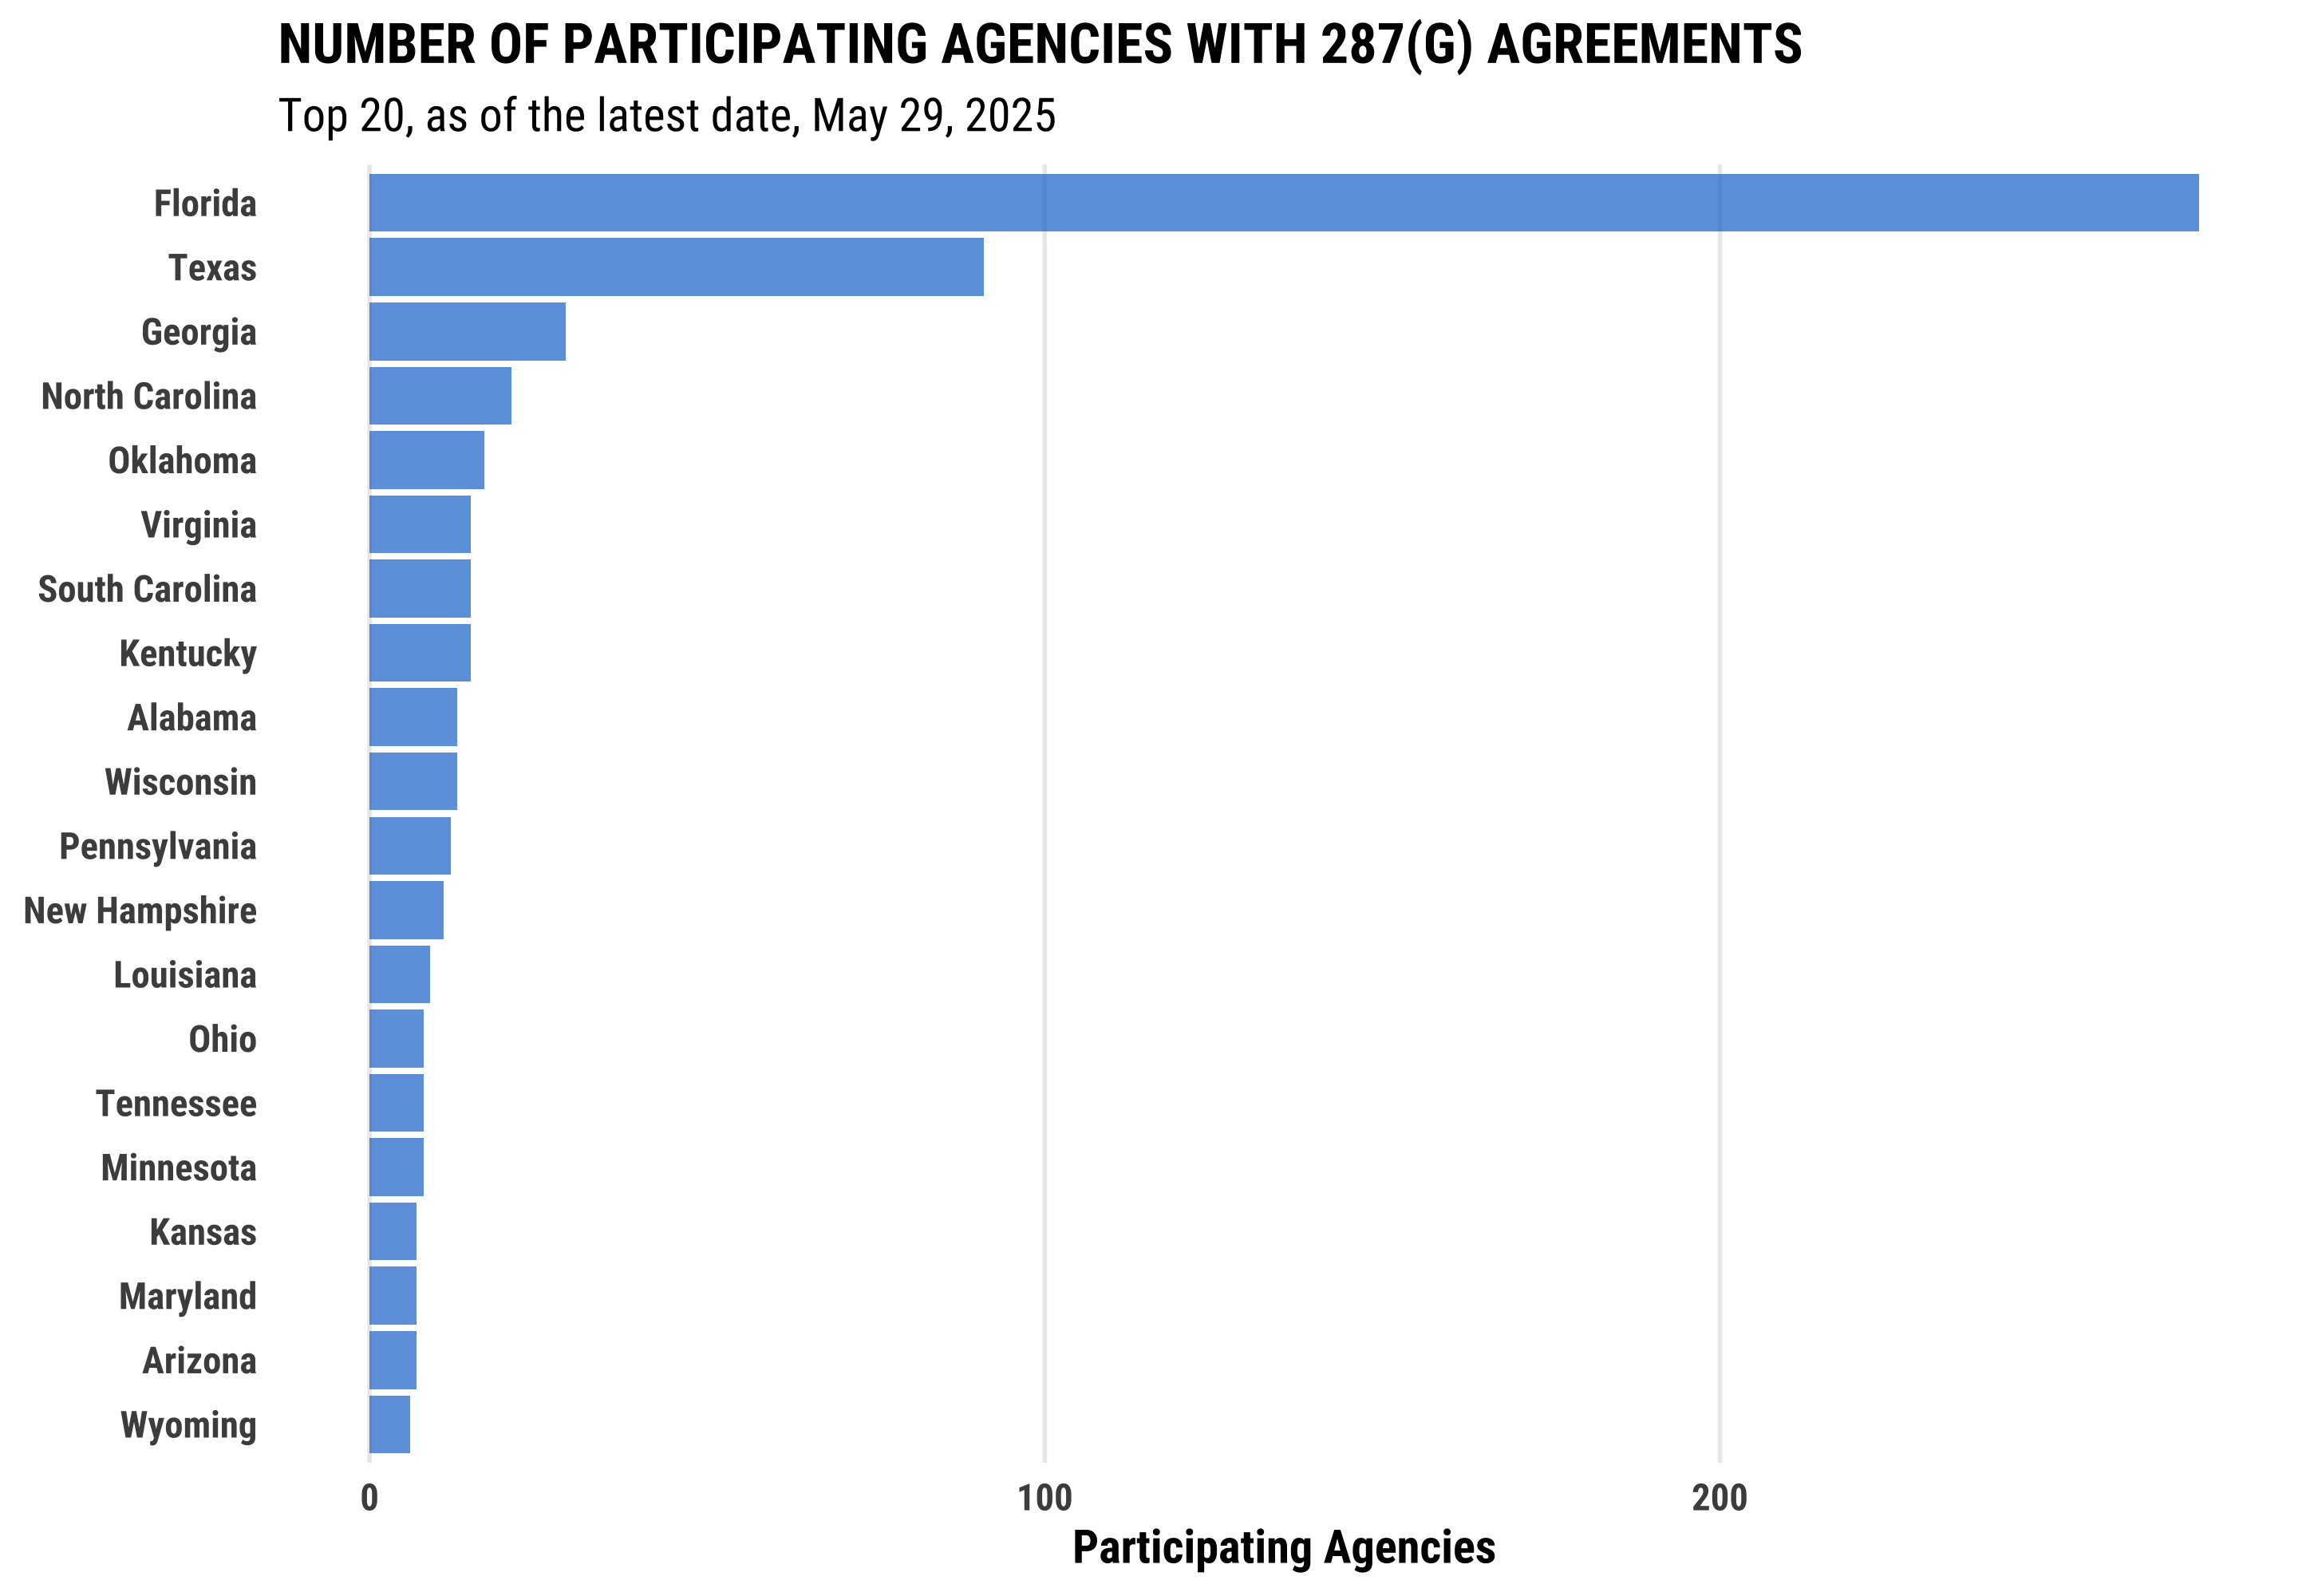 NUMBER OF PARTICIPATING AGENCIES WITH 287(G) AGREEMENTS
Top 20, as of the latest date, May 29, 2025
Florida
Texas
Georgia
North Carolina
Oklahoma
Virginia
South Carolina
Kentucky
Alabama
Wisconsin
Pennsylvania
New Hampshire
Louisiana
Ohio
Tennessee
Minnesota
Kansas
Maryland
Arizona
Wyoming
0 100 200
Participating Agencies